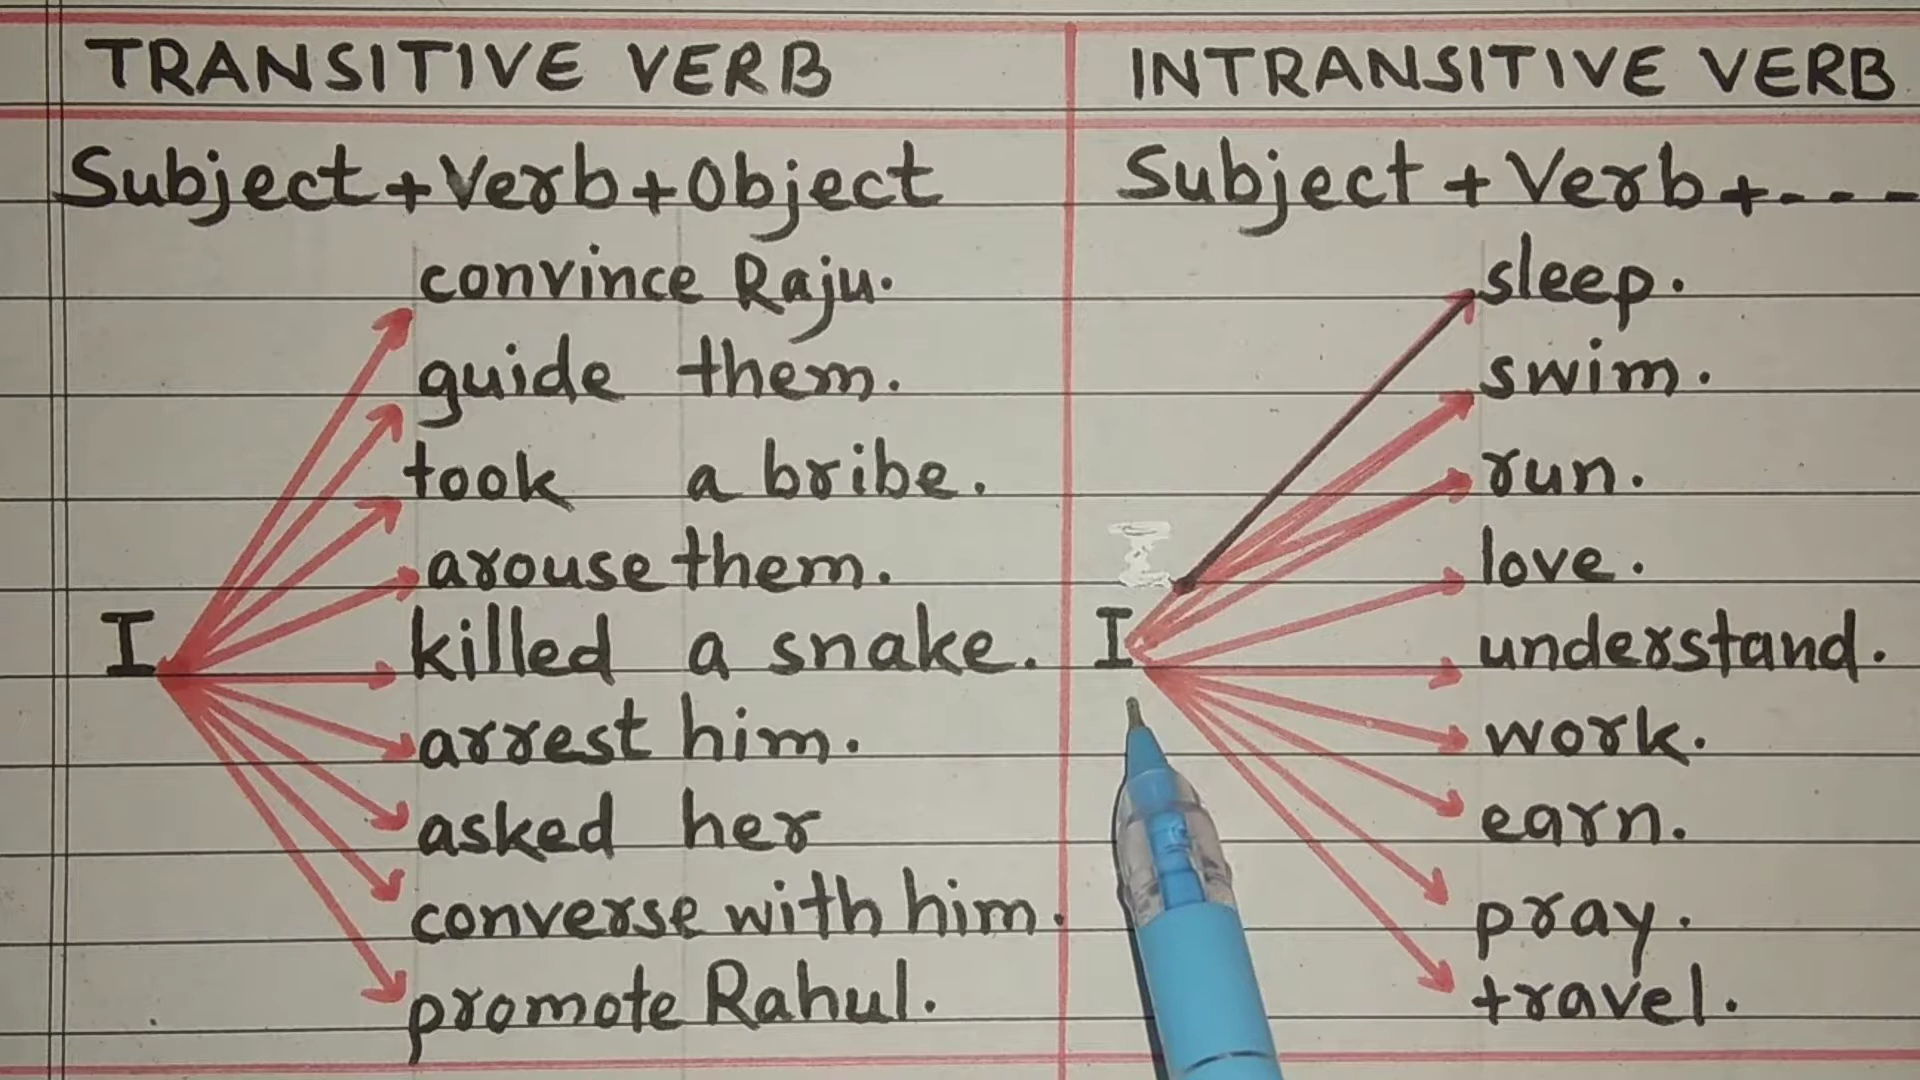 TRANSITIVE VERB
Subject + Verb + Object
convince Raju.
guide them.
took a bribe.
arouse them.
I killed a snake.
arrest him.
asked her
converse with him.
promote Rahul.
INTRANSITIVE VERB
Subject + Verb + ---
sleep.
swim.
run.
love.
I understand.
work.
earn.
pray.
travel.